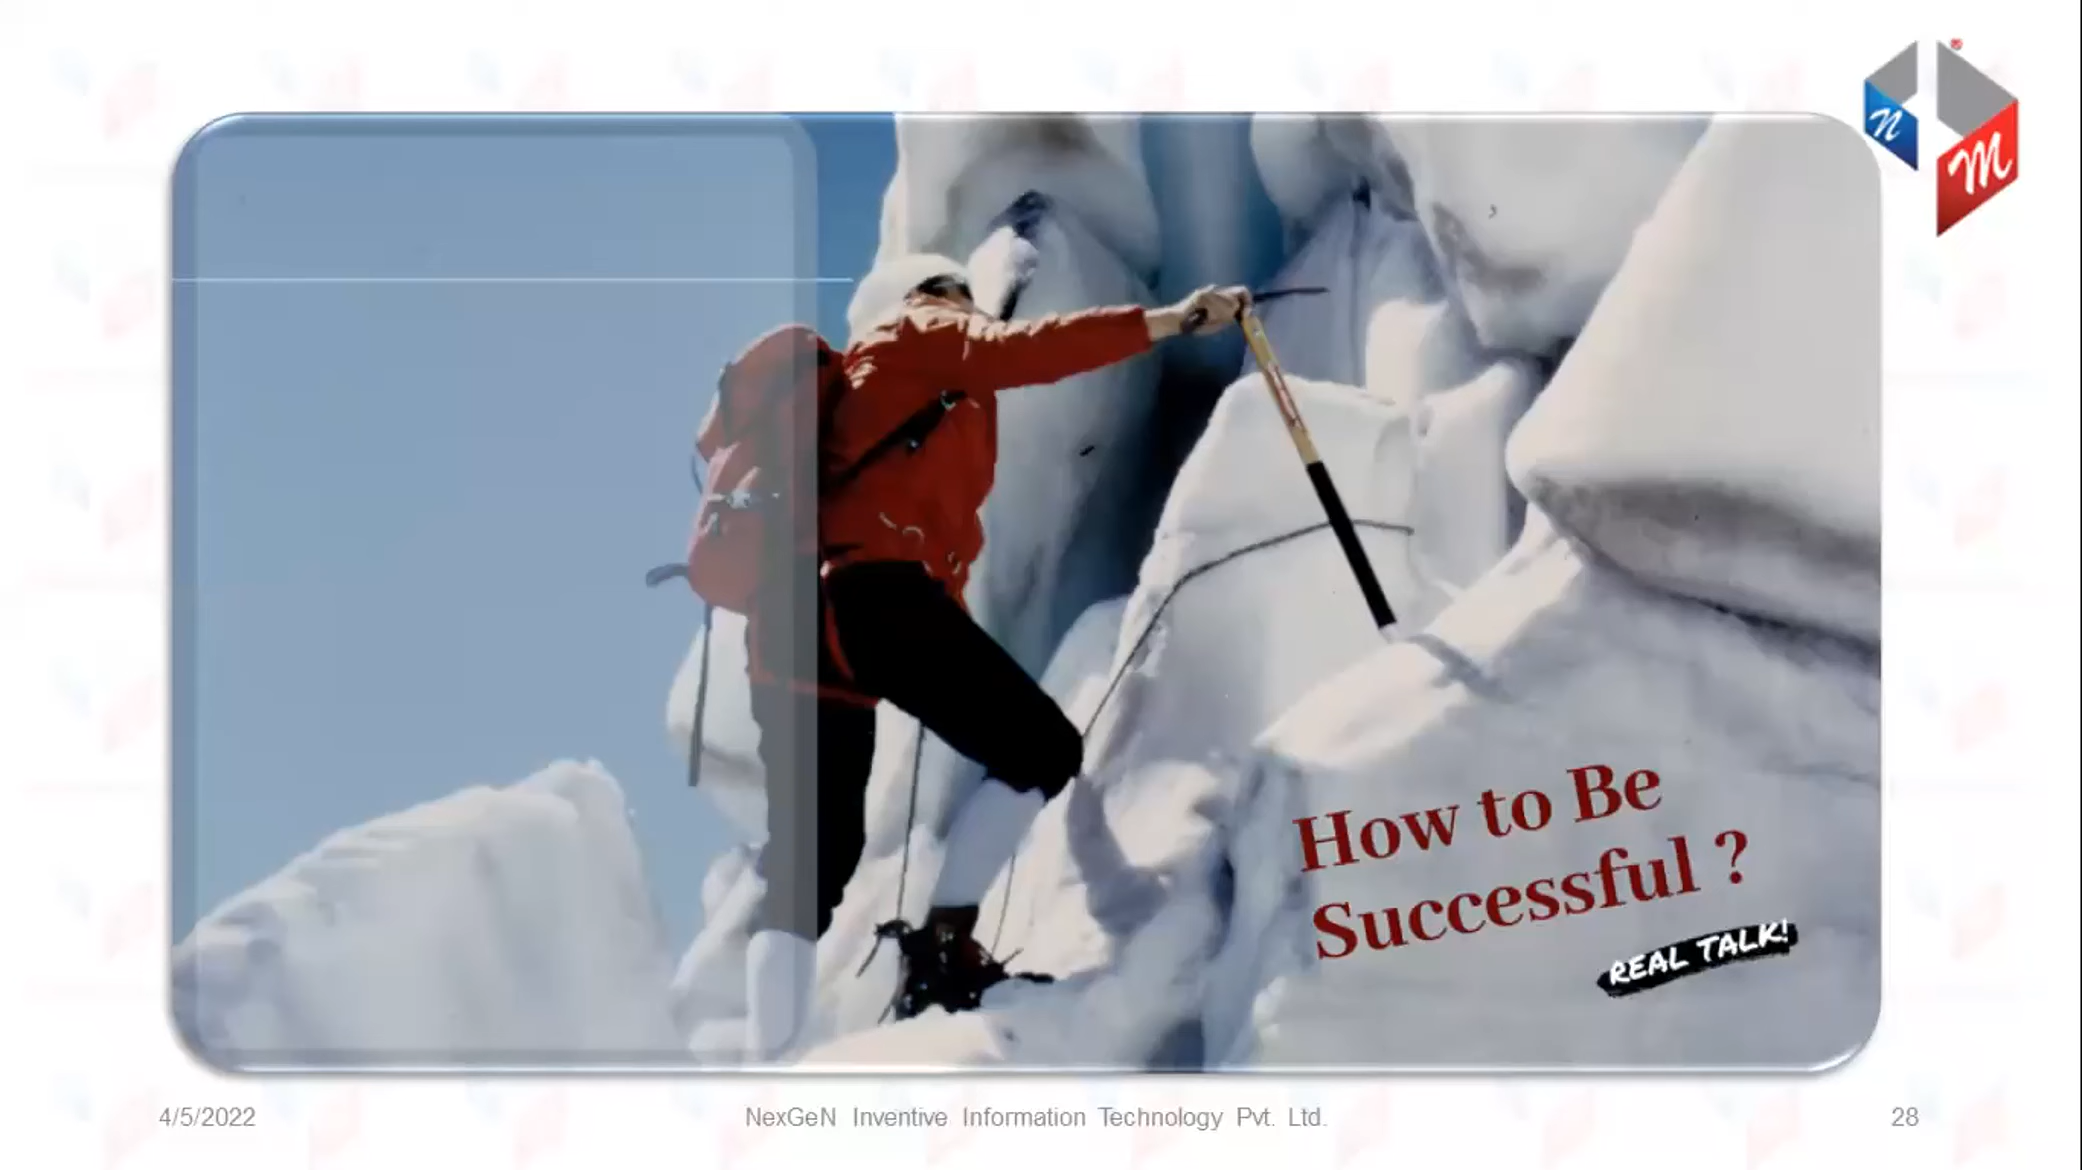 n
M
How to Be
Successful ?
REAL TALK!
4/5/2022
NexGeN Inventive Information Technology Pvt. Ltd.
28